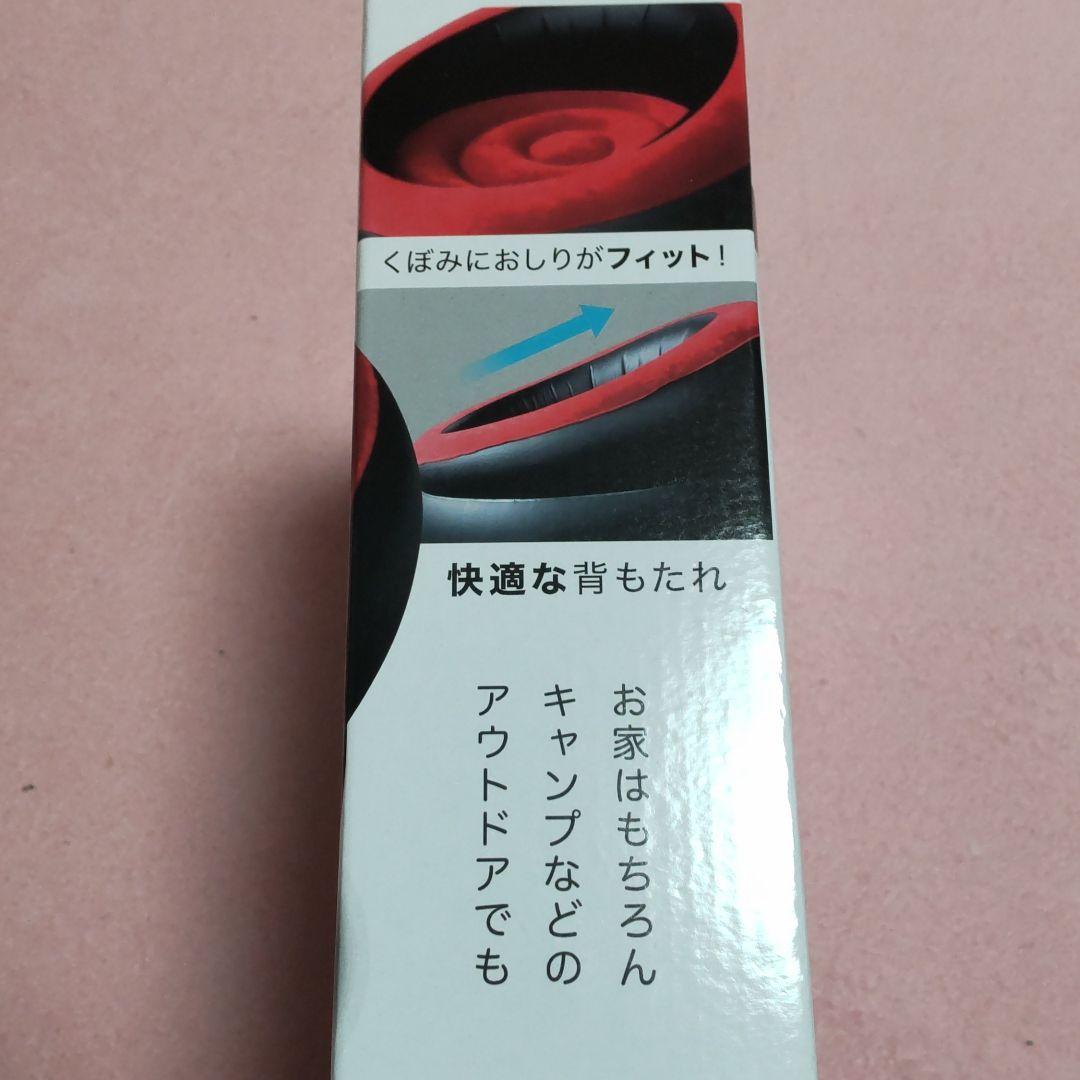 くぼみにおしりがフィット!
快適な背もたれ
お家はもちろん
キャンプなどの
アウトドアでも